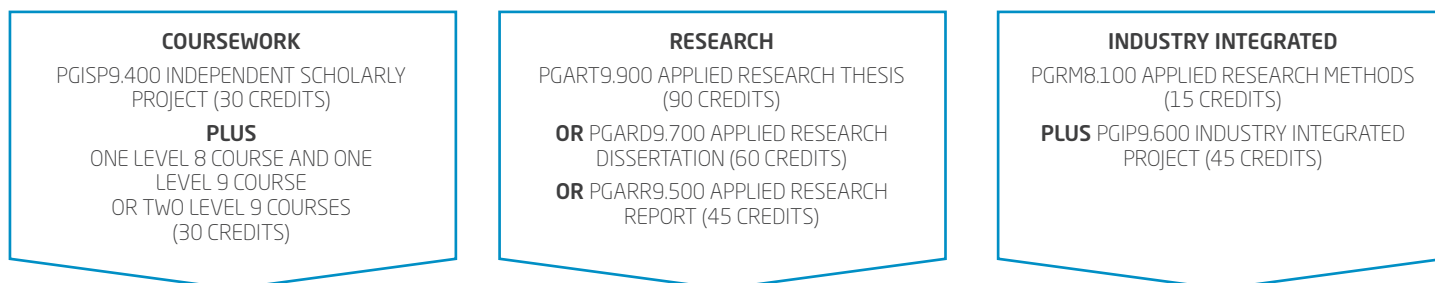 COURSEWORK
PGISP9.400 INDEPENDENT SCHOLARLY
PROJECT (30 CREDITS)
PLUS
ONE LEVEL 8 COURSE AND ONE
LEVEL 9 COURSE
OR TWO LEVEL 9 COURSES
(30 CREDITS)
RESEARCH
PGART9.900 APPLIED RESEARCH THESIS
(90 CREDITS)
OR PGARD9.700 APPLIED RESEARCH
DISSERTATION (60 CREDITS)
OR PGARR9.500 APPLIED RESEARCH
REPORT (45 CREDITS)
INDUSTRY INTEGRATED
PGRM8.100 APPLIED RESEARCH METHODS
(15 CREDITS)
PLUS PGIP9.600 INDUSTRY INTEGRATED
PROJECT (45 CREDITS)